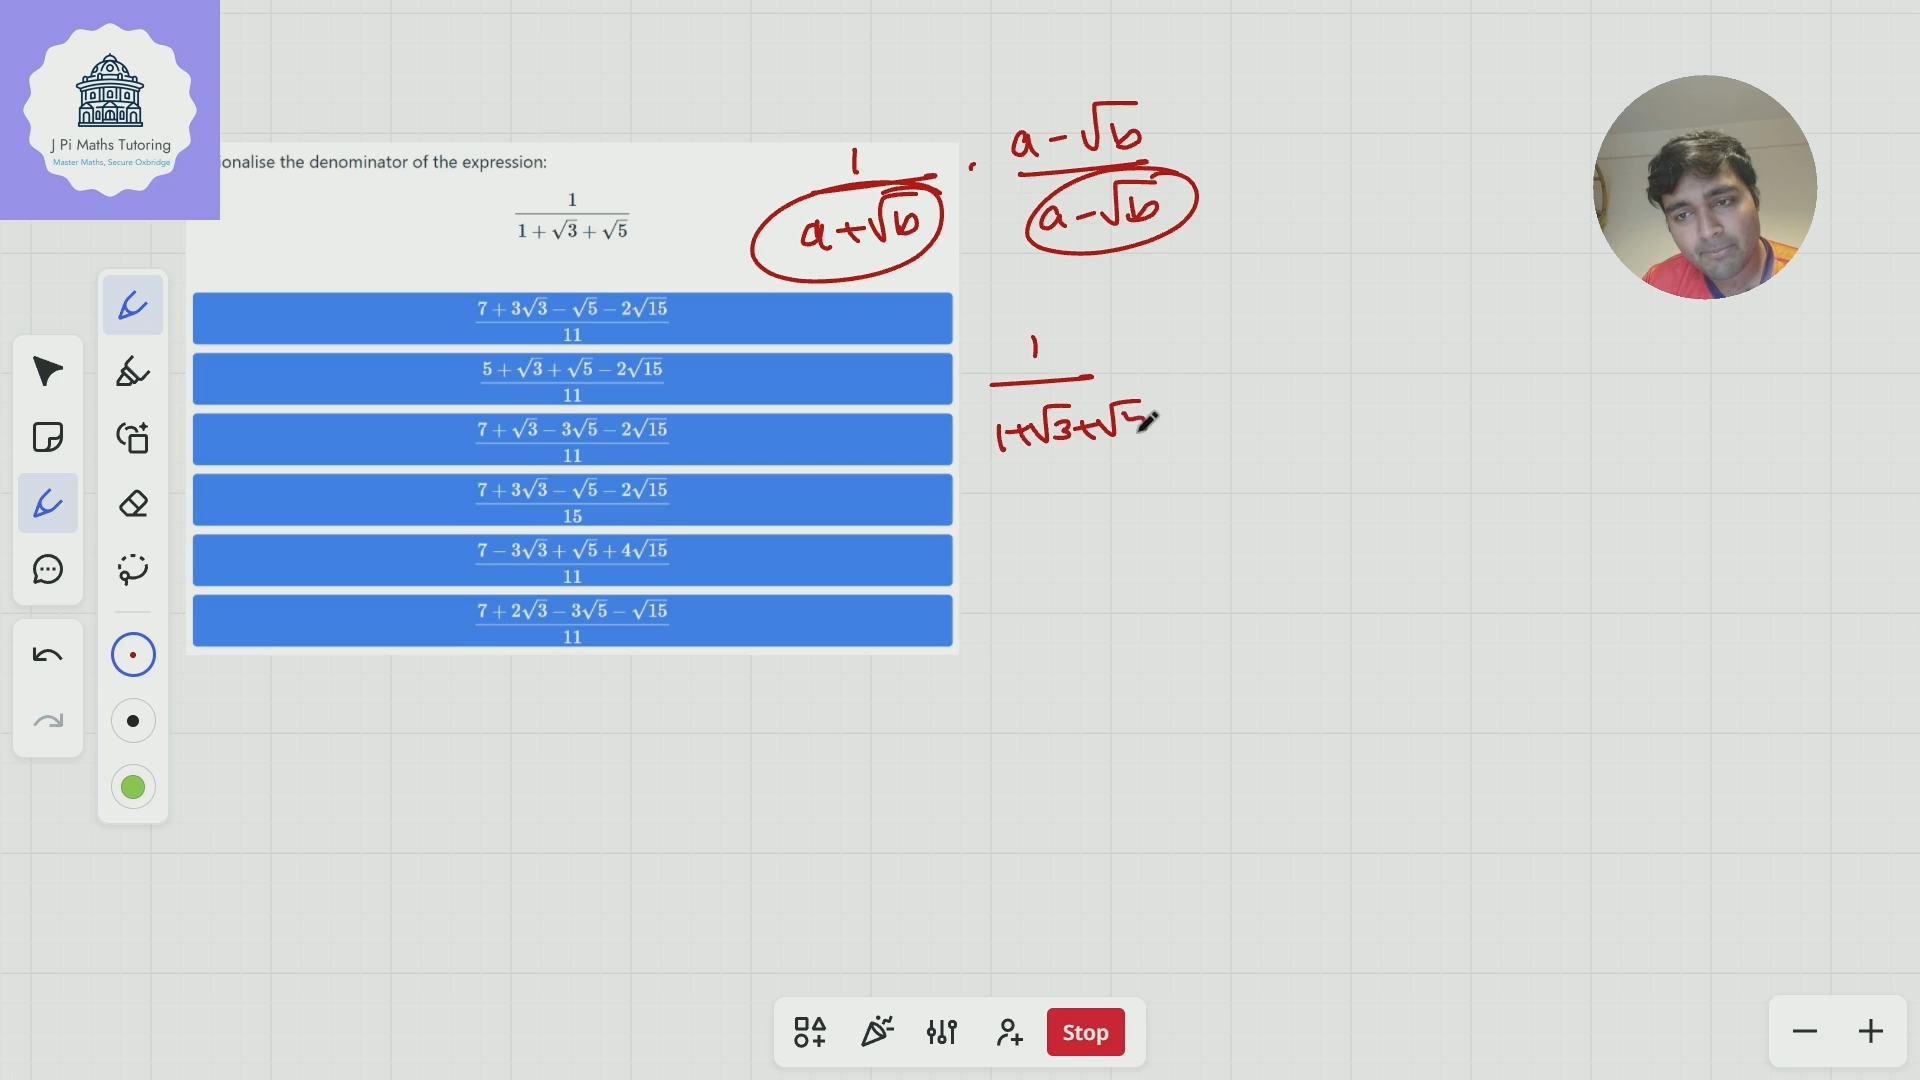 J Pi Maths Tutoring
Master Maths, Secure Oxbridge
ionalise the denominator of the expression:
1
1 + √3 + √5
7 + 3√3 − √5 − 2√15
11
5 + √3 + √5 − 2√15
11
7 + √3 − 3√5 − 2√15
11
7 + 3√3 − √5 − 2√15
15
7 − 3√3 + √5 + 4√15
11
7 + 2√3 − 3√5 − √15
11
1 · a − √b
a + √b a − √b
1
1 + √3 + √
Stop